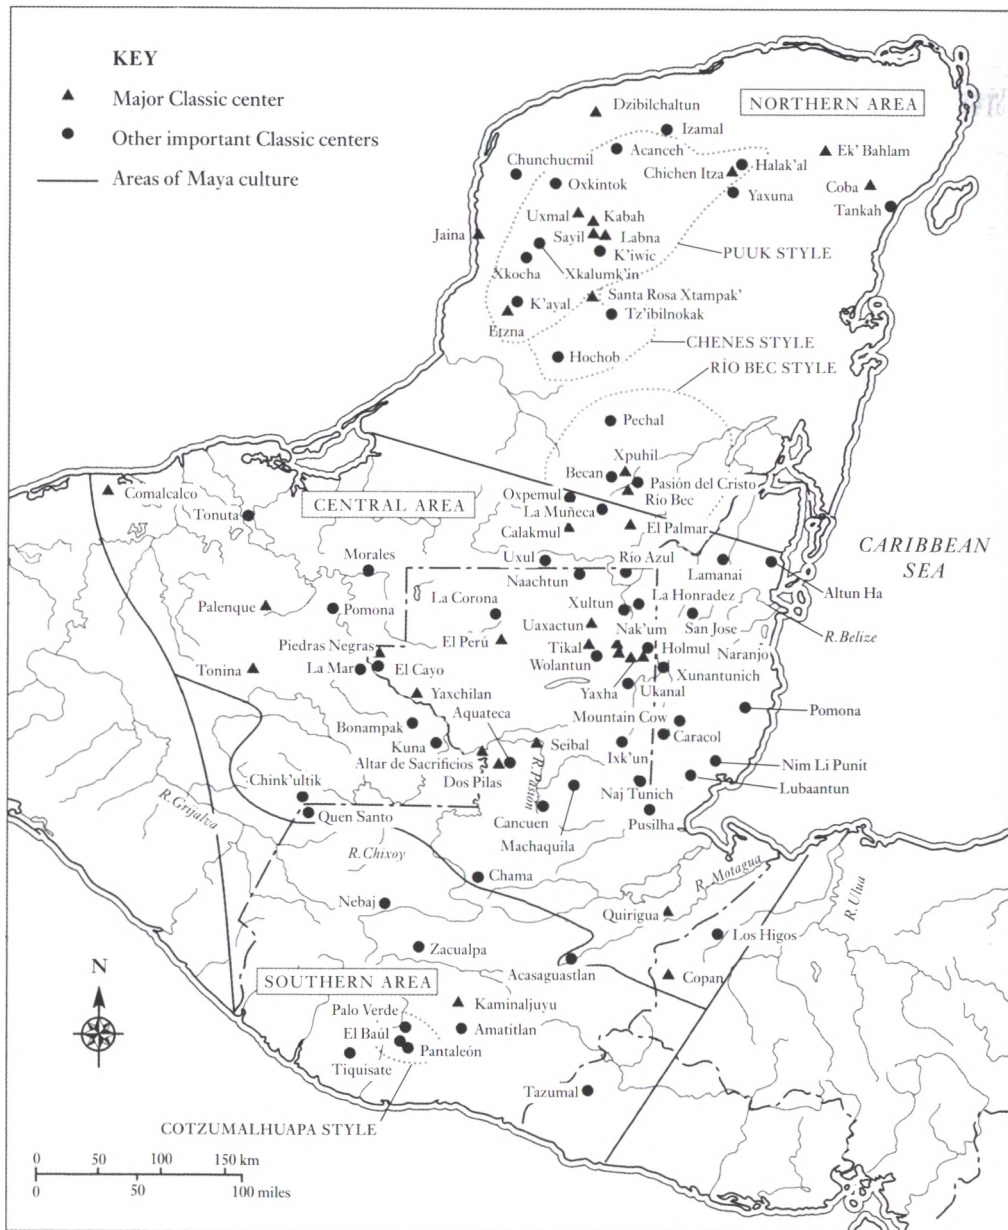 KEY
Major Classic center
Other important Classic centers
Areas of Maya culture
NORTHERN AREA
Dzibilchaltun
Izamal
Acanceh
Ek' Bahlam
Chunchucmil
Halak'al
Oxkintok
Chichen Itza
Coba
Yaxuna
Tankah
Uxmal
Kabah
Jaina
Sayil
Labna
K'iwic
PUUK STYLE
Xkocha
Xkalumk'in
Santa Rosa Xtampak'
K'ayal
Tz'ibilnokak
Etzna
CHENES STYLE
Hochob
RÍO BEC STYLE
Pechal
Xpuhil
Becan
Pasión del Cristo
Comalcalco
Oxpemul
Río Bec
CENTRAL AREA
La Muñeca
Tonuta
Calakmul
El Palmar
CARIBBEAN
SEA
Morales
Uxul
Río Azul
Lamanai
Naachtun
Altun Ha
La Corona
La Honradez
Palenque
Pomona
Xultun
San Jose
Uaxactun
R.Belize
El Perú
Nak'um
Piedras Negras
Tikal
Holmul
Naranjo
Tonina
La Mar
El Cayo
Wolantun
Xunantunich
Yaxchilan
Yaxha
Ukanal
Aquateca
Pomona
Bonampak
Mountain Cow
Kuna
Seibal
Caracol
Altar de Sacrificios
Ixk'un
Nim Li Punit
Dos Pilas
R.Pasion
Chink'ultik
Naj Tunich
Lubaantun
R.Grijalva
Quen Santo
Cancuen
Pusilha
Machaquila
R.Chixoy
Chama
R. Motagua
R.Ulua
Nebaj
Quirigua
Los Higos
Zacualpa
Acasaguastlan
Copan
N
SOUTHERN AREA
Kaminaljuyu
Palo Verde
El Baúl
Amatitlan
Pantaleón
Tiquisate
Tazumal
COTZUMALHUAPA STYLE
0 50 100 150 km
0 50 100 miles